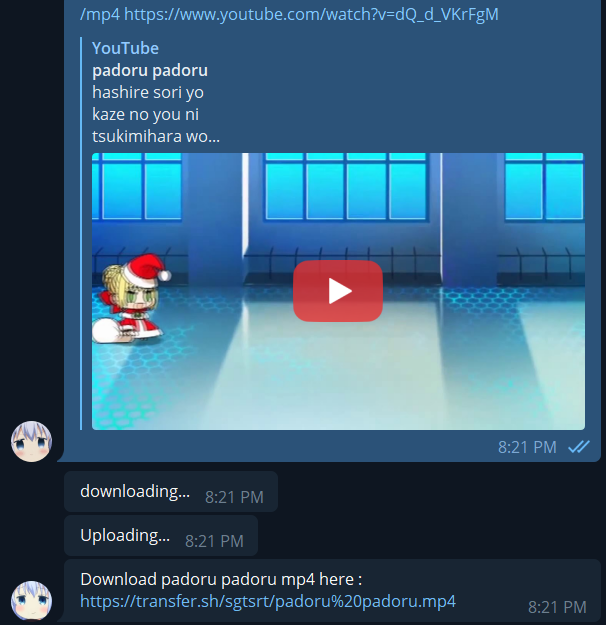 /mp4 https://www.youtube.com/watch?v=dQ_d_VKrFgM
YouTube
padoru padoru
hashire sori yo
kaze no you ni
tsukimihara wo...
8:21 PM
downloading... 8:21 PM
Uploading... 8:21 PM
Download padoru padoru mp4 here :
https://transfer.sh/sgtsrt/padoru%20padoru.mp4 8:21 PM